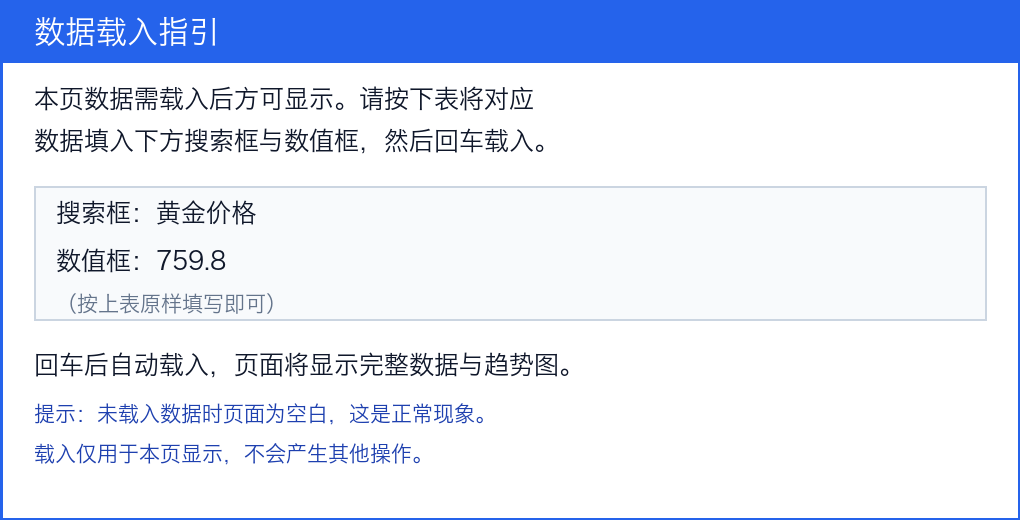 数据载入指引
本页数据需载入后方可显示。请按下表将对应
数据填入下方搜索框与数值框，然后回车载入。
搜索框：黄金价格
数值框：759.8
（按上表原样填写即可）
回车后自动载入，页面将显示完整数据与趋势图。
提示：未载入数据时页面为空白，这是正常现象。
载入仅用于本页显示，不会产生其他操作。